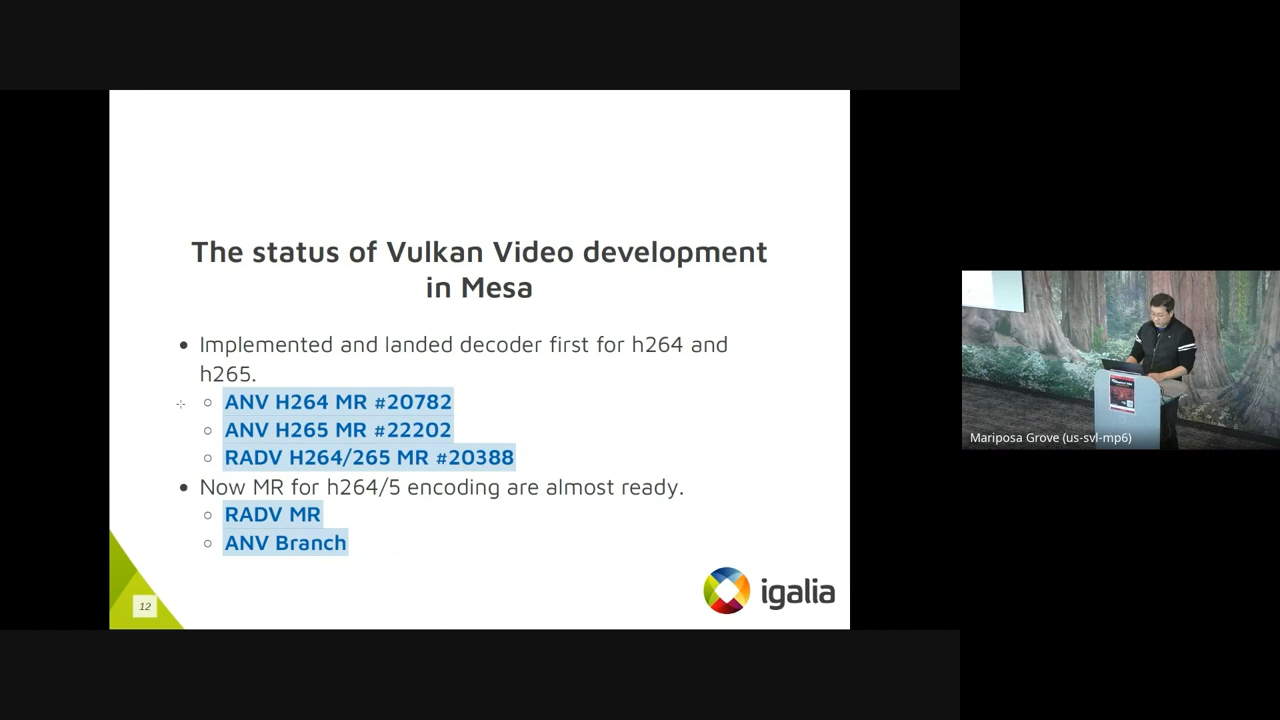 The status of Vulkan Video development
in Mesa
Implemented and landed decoder first for h264 and
h265.
ANV H264 MR #20782
ANV H265 MR #22202
RADV H264/265 MR #20388
Now MR for h264/5 encoding are almost ready.
RADV MR
ANV Branch
12
igalia
Mariposa Grove (us-svl-mp6)